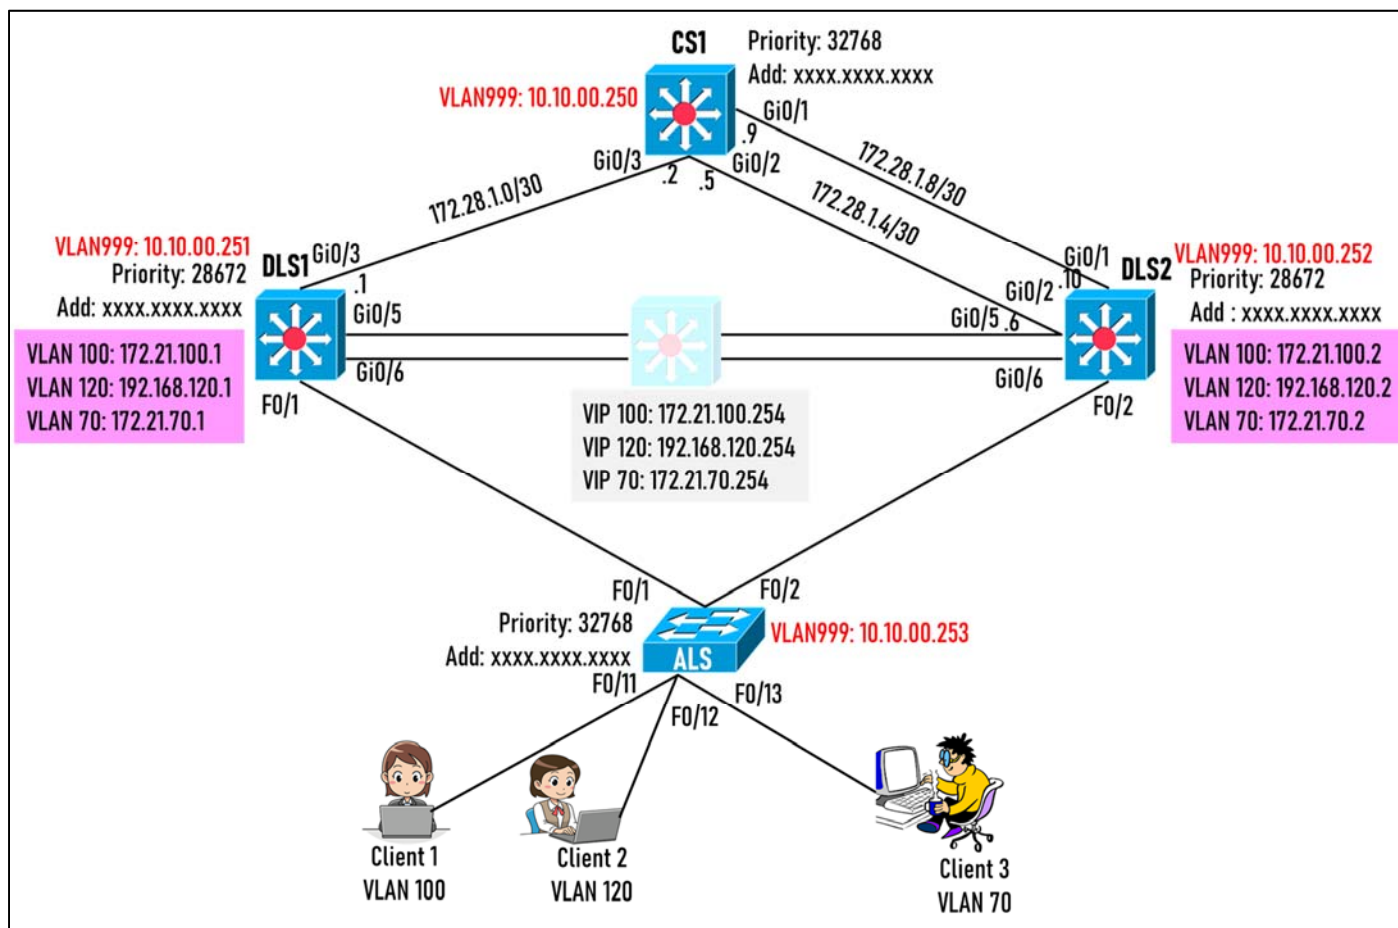 CS1
Priority: 32768
Add: xxxx.xxxx.xxxx
VLAN999: 10.10.00.250
Gi0/1
.9
Gi0/3
Gi0/2
.2
.5
172.28.1.0/30
172.28.1.8/30
172.28.1.4/30
VLAN999: 10.10.00.251
Gi0/3
DLS1
Priority: 28672
.1
Add: xxxx.xxxx.xxxx
Gi0/5
Gi0/6
F0/1
VLAN 100: 172.21.100.1
VLAN 120: 192.168.120.1
VLAN 70: 172.21.70.1
VIP 100: 172.21.100.254
VIP 120: 192.168.120.254
VIP 70: 172.21.70.254
Gi0/1
DLS2
VLAN999: 10.10.00.252
Priority: 28672
Gi0/2
.10
Add : xxxx.xxxx.xxxx
Gi0/5
.6
Gi0/6
F0/2
VLAN 100: 172.21.100.2
VLAN 120: 192.168.120.2
VLAN 70: 172.21.70.2
F0/1
F0/2
Priority: 32768
Add: xxxx.xxxx.xxxx
VLAN999: 10.10.00.253
ALS
F0/11
F0/12
F0/13
Client 1
VLAN 100
Client 2
VLAN 120
Client 3
VLAN 70